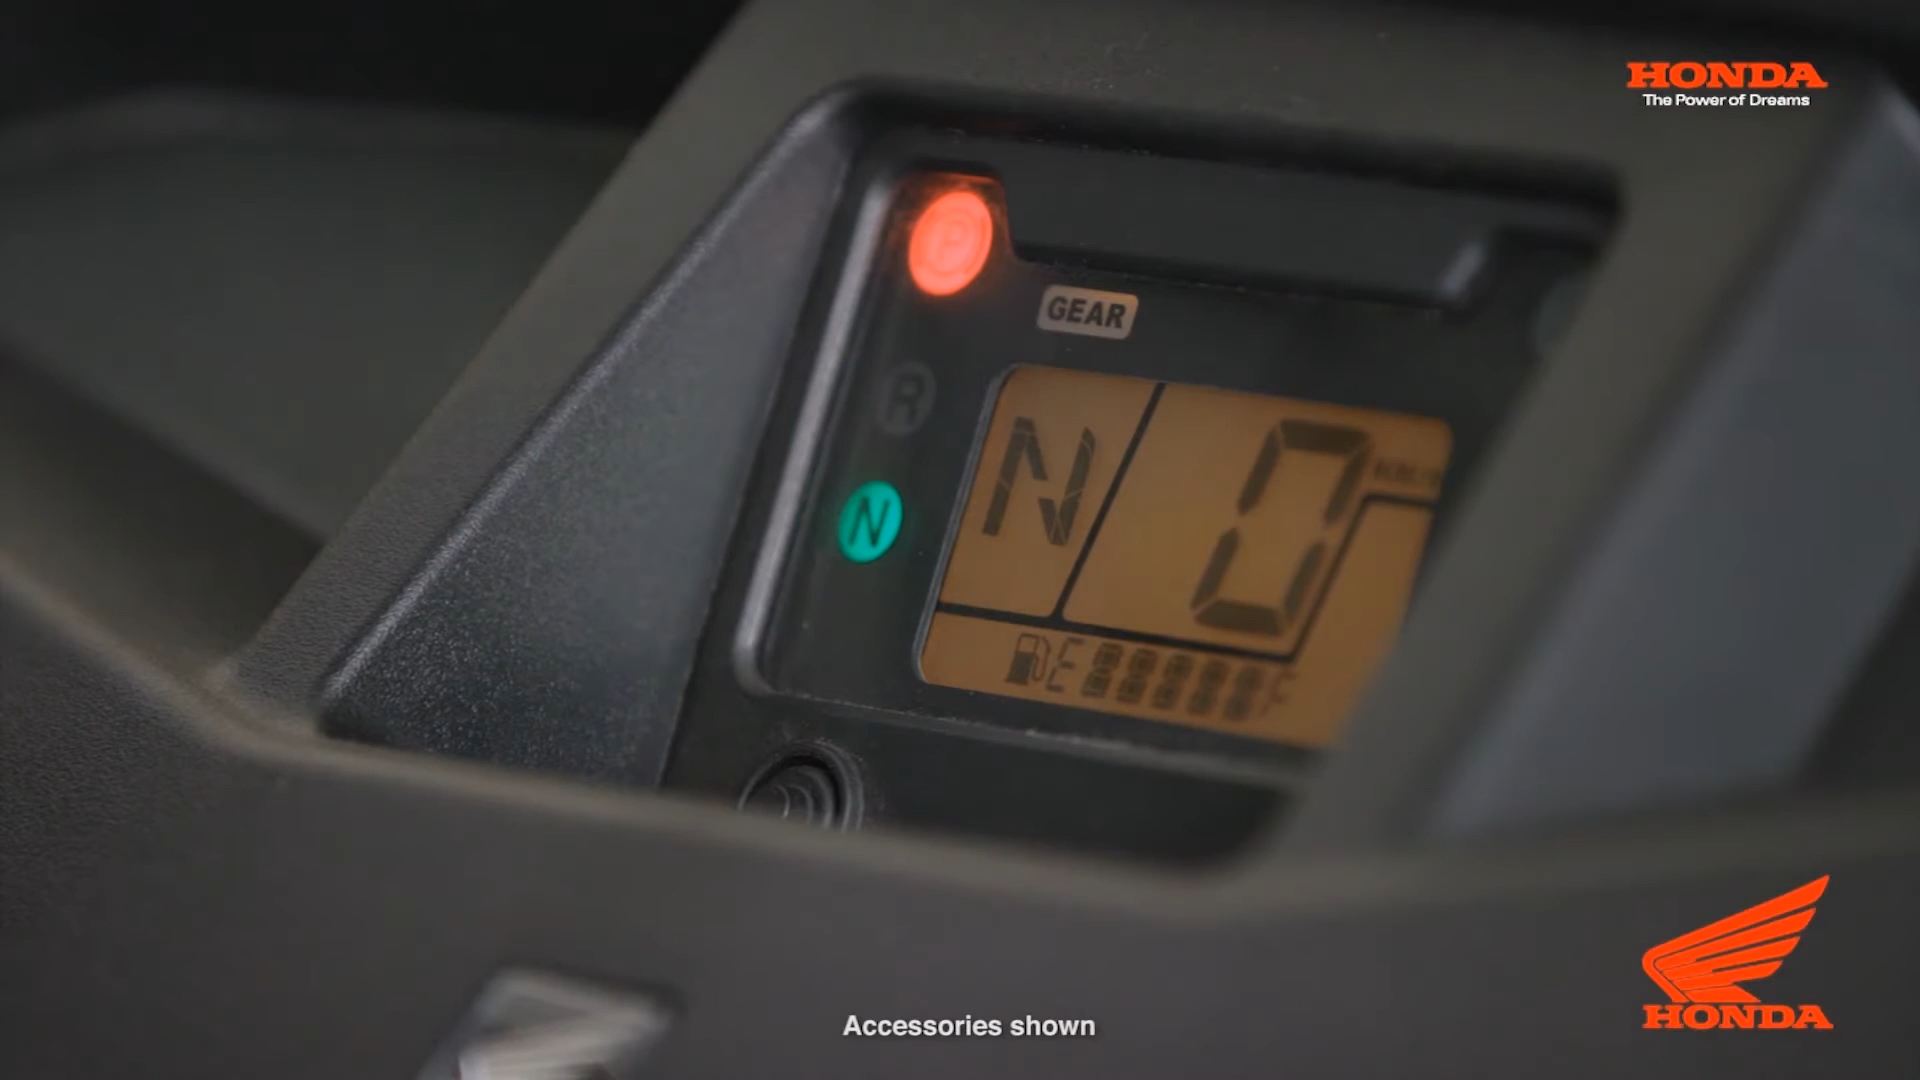 HONDA
The Power of Dreams
P
GEAR
R
N
N 0
E F
HONDA
Accessories shown